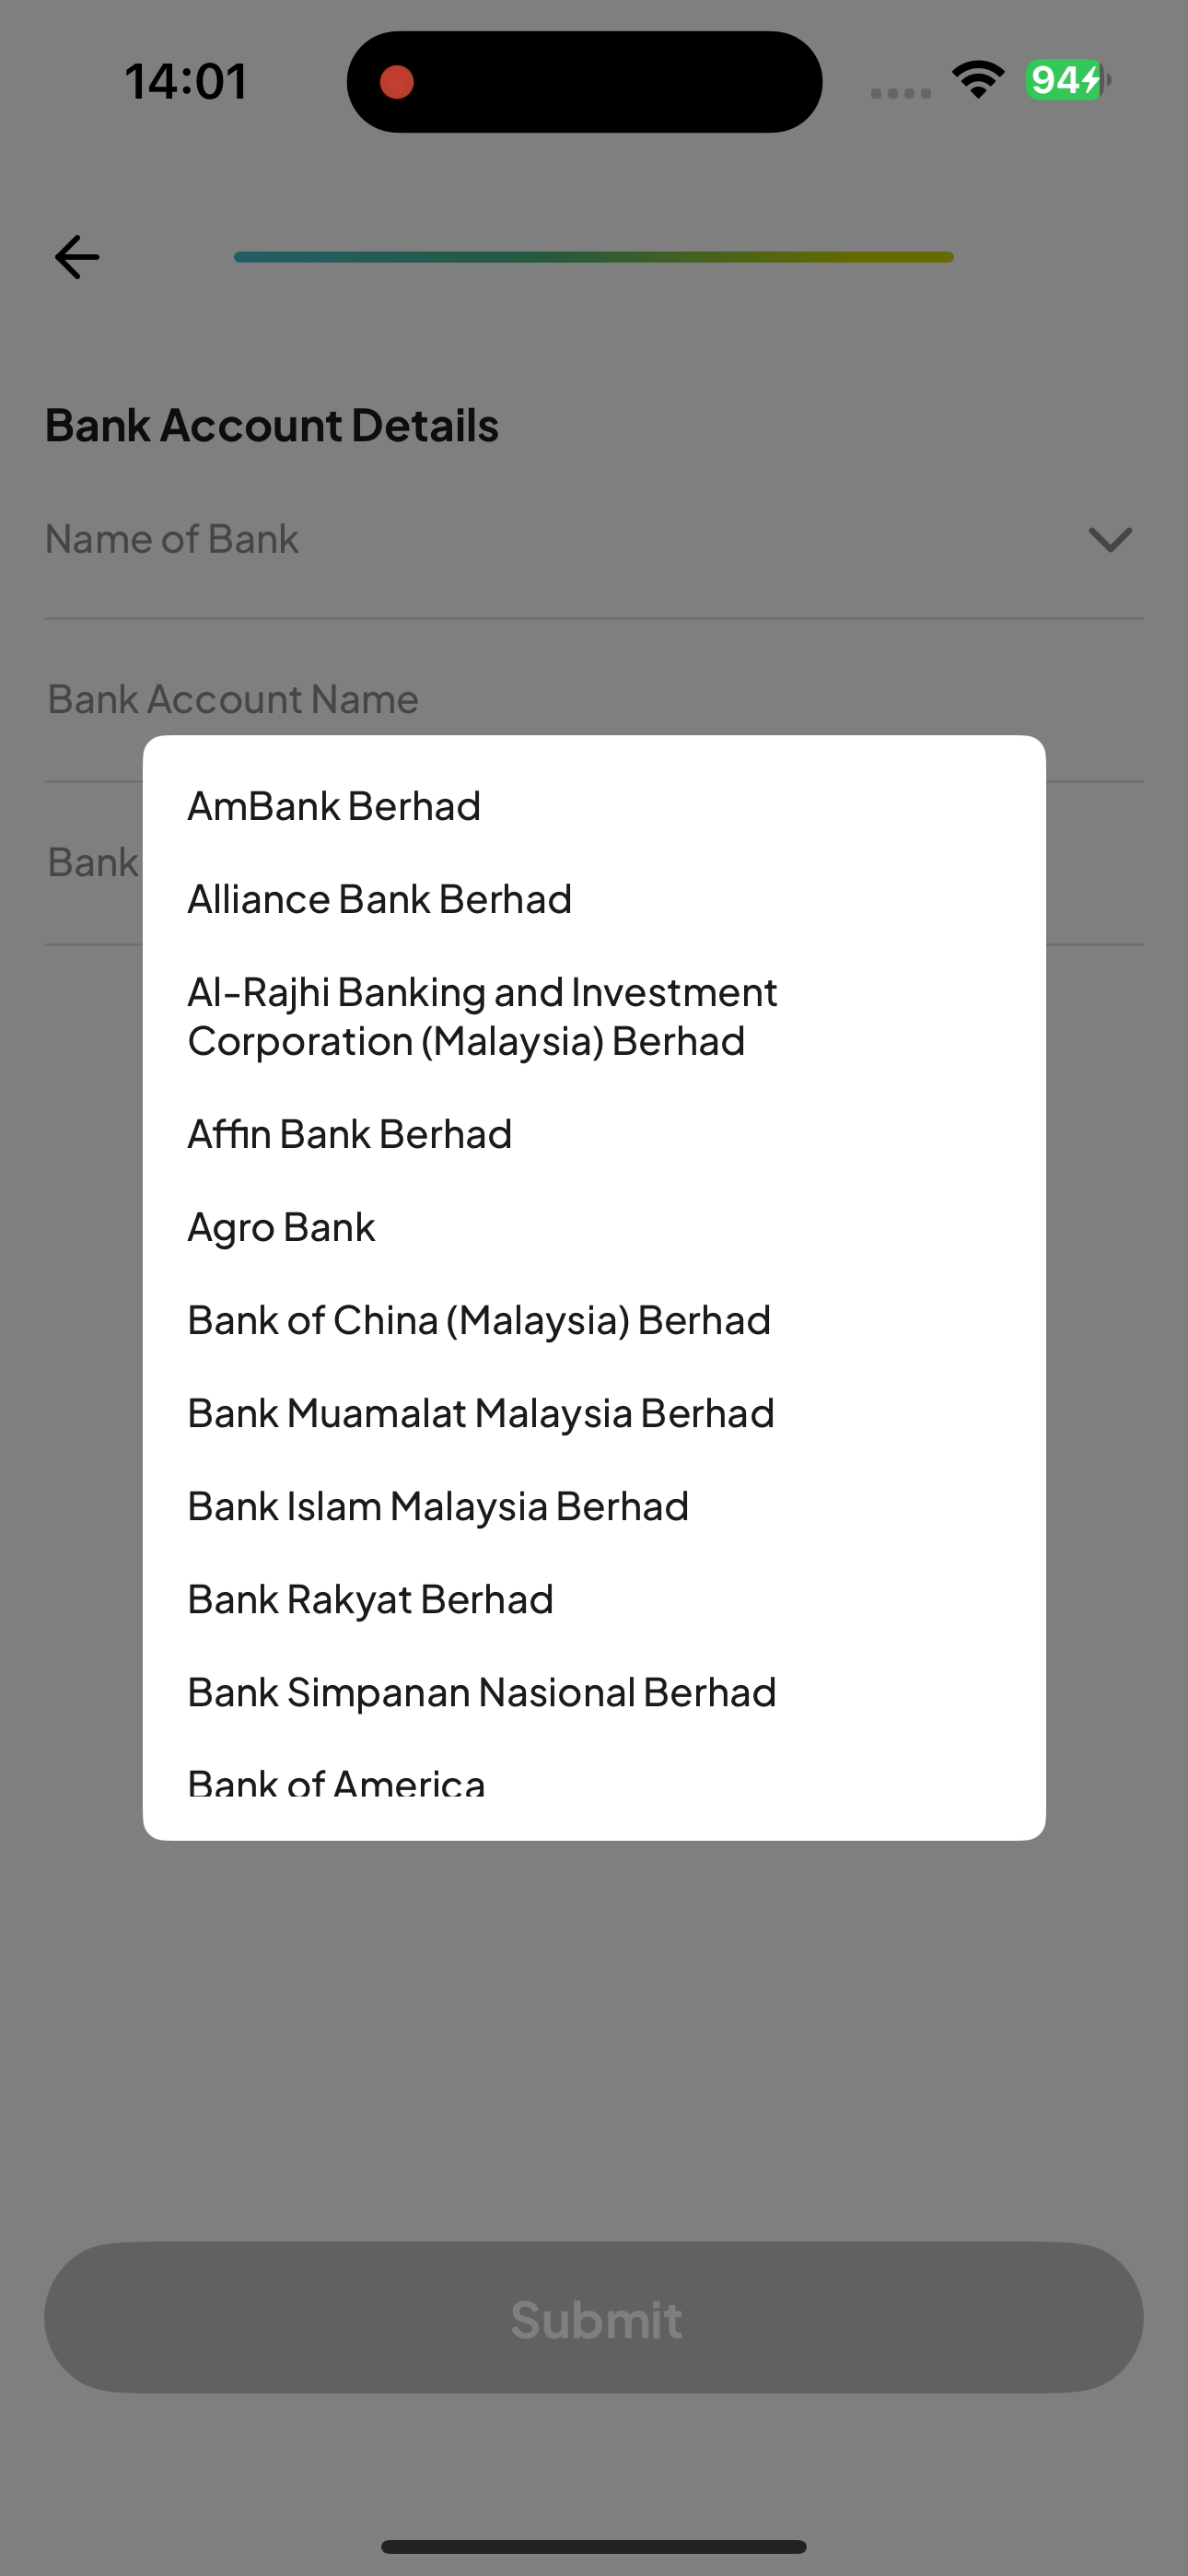 14:01
94
Bank Account Details
Name of Bank
Bank Account Name
Bank
AmBank Berhad
Alliance Bank Berhad
Al-Rajhi Banking and Investment
Corporation (Malaysia) Berhad
Affin Bank Berhad
Agro Bank
Bank of China (Malaysia) Berhad
Bank Muamalat Malaysia Berhad
Bank Islam Malaysia Berhad
Bank Rakyat Berhad
Bank Simpanan Nasional Berhad
Bank of America
Submit